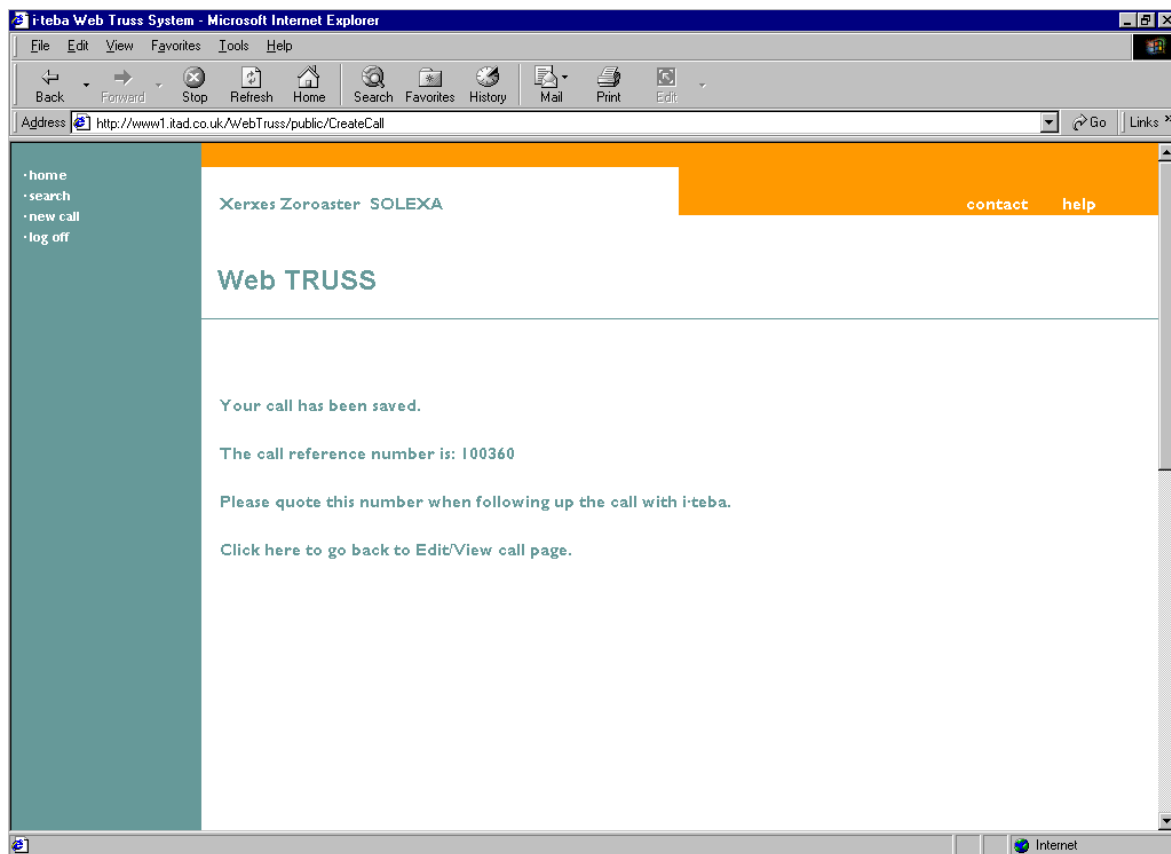 i·teba Web Truss System - Microsoft Internet Explorer
File Edit View Favorites Tools Help
Back Forward Stop Refresh Home Search Favorites History Mail Print Edit
Address http://www1.itad.co.uk/WebTruss/public/CreateCall Go Links »
·home
·search
·new call
·log off
Xerxes Zoroaster SOLEXA
contact help
Web TRUSS
Your call has been saved.
The call reference number is: 100360
Please quote this number when following up the call with i·teba.
Click here to go back to Edit/View call page.
Internet